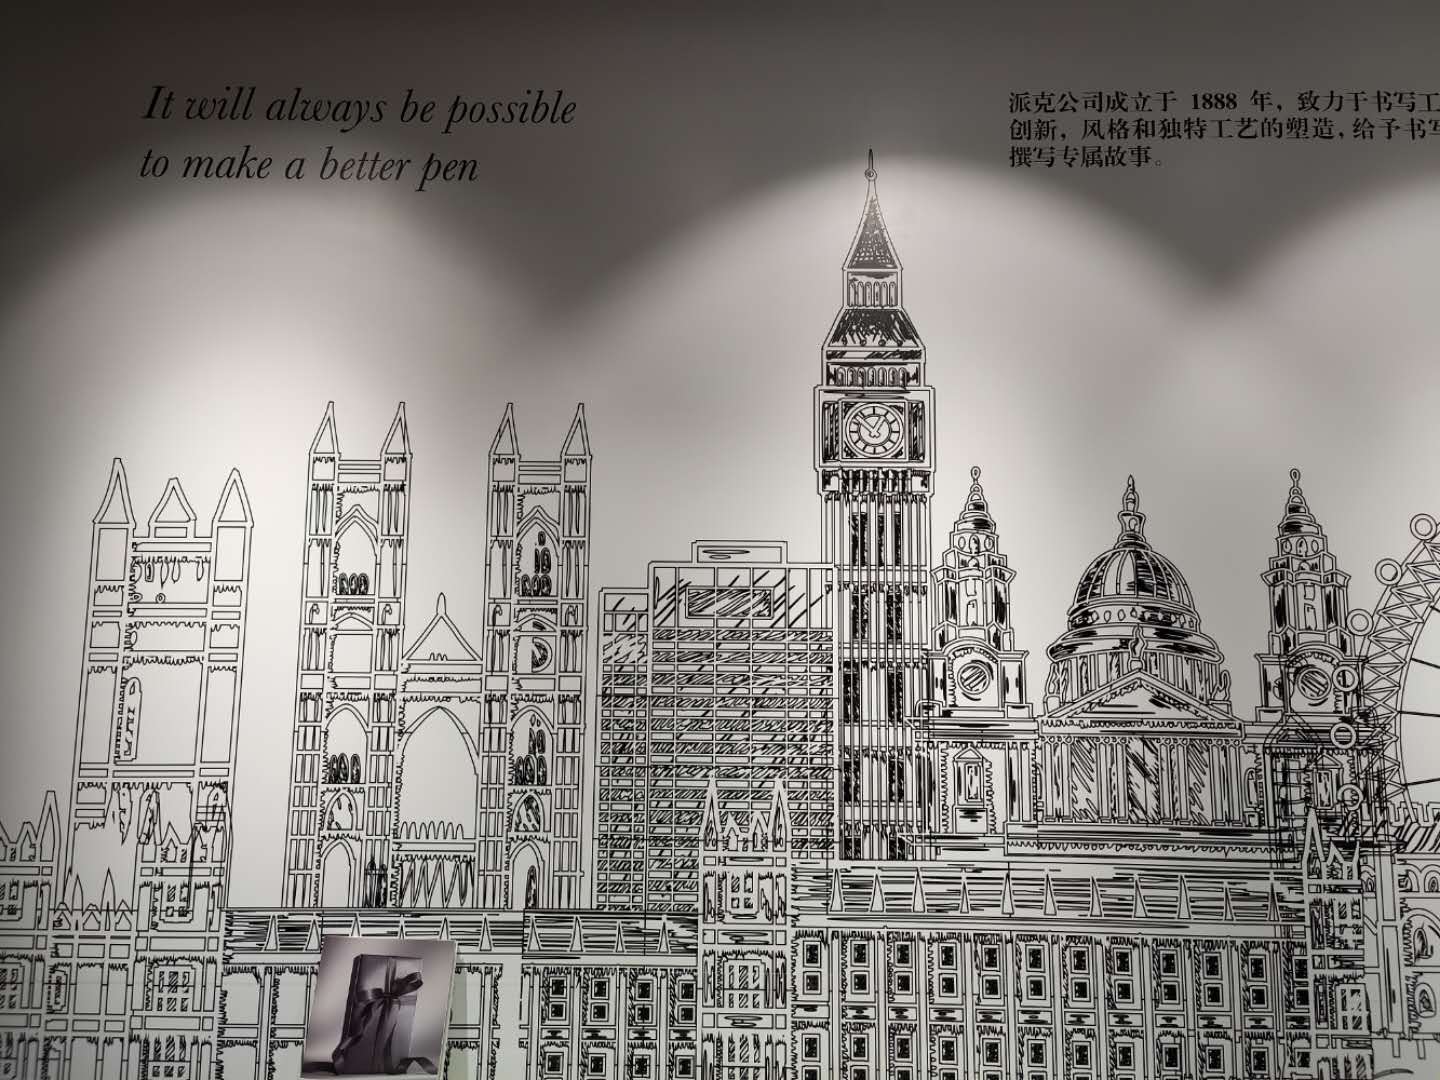 It will always be possible
to make a better pen
派克公司成立于 1888 年，致力于书写工
创新，风格和独特工艺的塑造，给予书写
撰写专属故事。